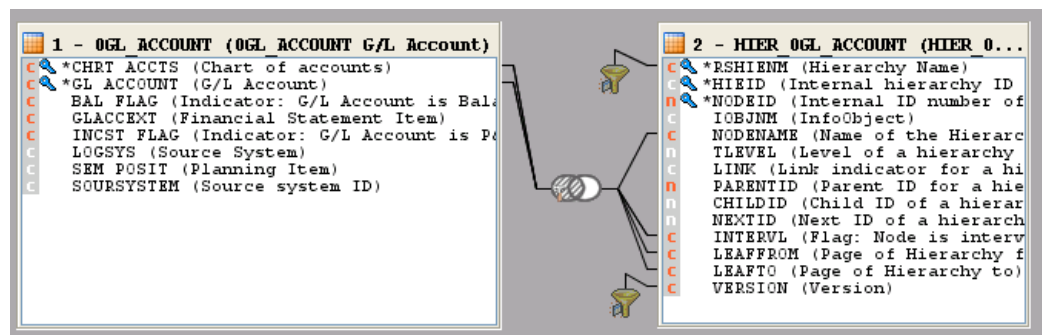 1 - 0GL_ACCOUNT (0GL_ACCOUNT G/L Account)
c *CHRT ACCTS (Chart of accounts)
c *GL ACCOUNT (G/L Account)
c BAL FLAG (Indicator: G/L Account is Bala
c GLACCEXT (Financial Statement Item)
c INCST FLAG (Indicator: G/L Account is P&
c LOGSYS (Source System)
c SEM POSIT (Planning Item)
c SOURSYSTEM (Source system ID)
2 - HIER_0GL_ACCOUNT (HIER_0...
c *RSHIENM (Hierarchy Name)
c *HIEID (Internal hierarchy ID
n *NODEID (Internal ID number of
c IOBJNM (InfoObject)
c NODENAME (Name of the Hierarc
n TLEVEL (Level of a hierarchy
c LINK (Link indicator for a hi
n PARENTID (Parent ID for a hie
n CHILDID (Child ID of a hierar
n NEXTID (Next ID of a hierarch
c INTERVL (Flag: Node is interv
c LEAFFROM (Page of Hierarchy f
c LEAFTO (Page of Hierarchy to)
c VERSION (Version)